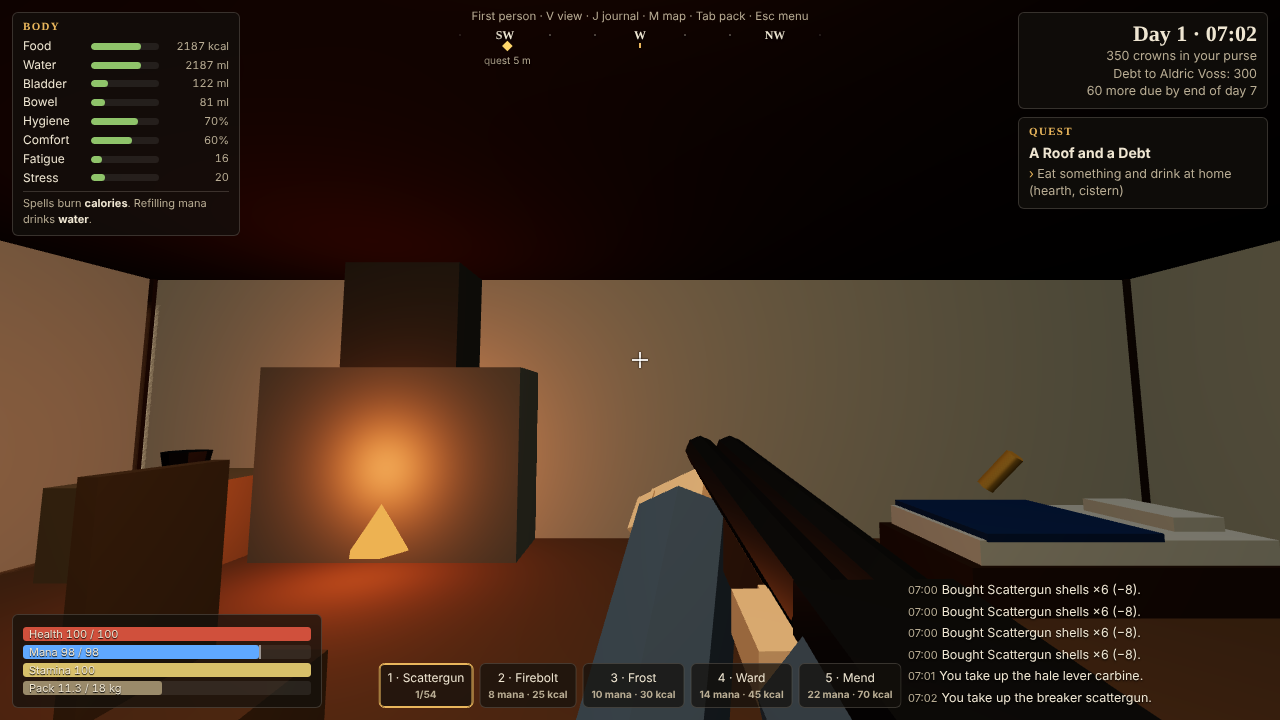 BODY
Food 2187 kcal
Water 2187 ml
Bladder 122 ml
Bowel 81 ml
Hygiene 70%
Comfort 60%
Fatigue 16
Stress 20
Spells burn calories. Refilling mana
drinks water.
First person · V view · J journal · M map · Tab pack · Esc menu
SW W NW
quest 5 m
Day 1 · 07:02
350 crowns in your purse
Debt to Aldric Voss: 300
60 more due by end of day 7
QUEST
A Roof and a Debt
› Eat something and drink at home
(hearth, cistern)
07:00 Bought Scattergun shells ×6 (−8).
07:00 Bought Scattergun shells ×6 (−8).
07:00 Bought Scattergun shells ×6 (−8).
07:00 Bought Scattergun shells ×6 (−8).
07:01 You take up the hale lever carbine.
07:02 You take up the breaker scattergun.
Health 100 / 100
Mana 98 / 98
Stamina 100
Pack 11.3 / 18 kg
1 · Scattergun
1/54
2 · Firebolt
8 mana · 25 kcal
3 · Frost
10 mana · 30 kcal
4 · Ward
14 mana · 45 kcal
5 · Mend
22 mana · 70 kcal